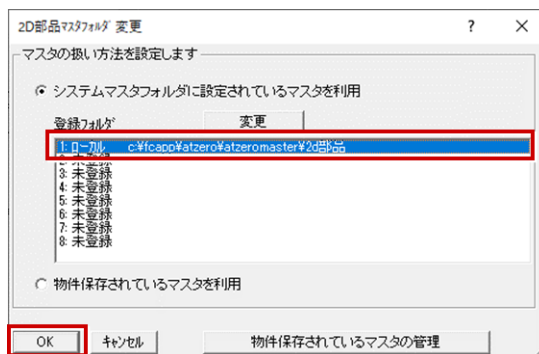 2D部品ﾏｽﾀﾌｫﾙﾀﾞ 変更
マスタの扱い方法を設定します
システムマスタフォルダに設定されているマスタを利用
登録ﾌｫﾙﾀﾞ 変更
1: ﾛｰｶﾙ c:¥fcapp¥atzero¥atzeromaster¥2d部品
2: 未登録
3: 未登録
4: 未登録
5: 未登録
6: 未登録
7: 未登録
8: 未登録
物件保存されているマスタを利用
OK ｷｬﾝｾﾙ 物件保存されているマスタの管理